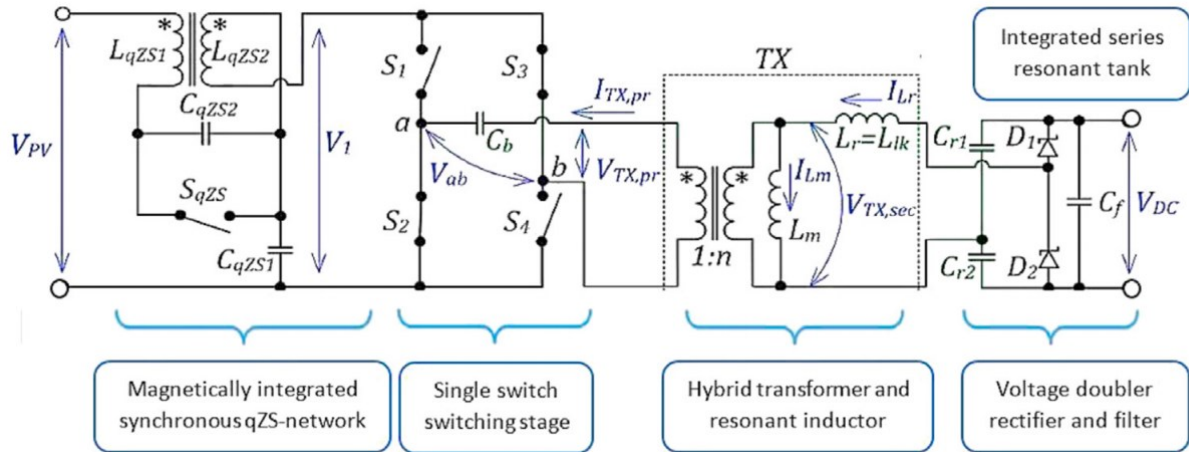 *
*
TX
Integrated series
resonant tank
L_qZS1
L_qZS2
S_1
S_3
I_TX,pr
I_Lr
C_qZS2
a
C_b
L_r=L_lk
C_r1
D_1
V_PV
V_1
V_ab
b
V_TX,pr
*
*
I_Lm
V_TX,sec
C_f
V_DC
S_qZS
S_2
S_4
L_m
C_qZS1
1:n
C_r2
D_2
Magnetically integrated
synchronous qZS-network
Single switch
switching stage
Hybrid transformer and
resonant inductor
Voltage doubler
rectifier and filter